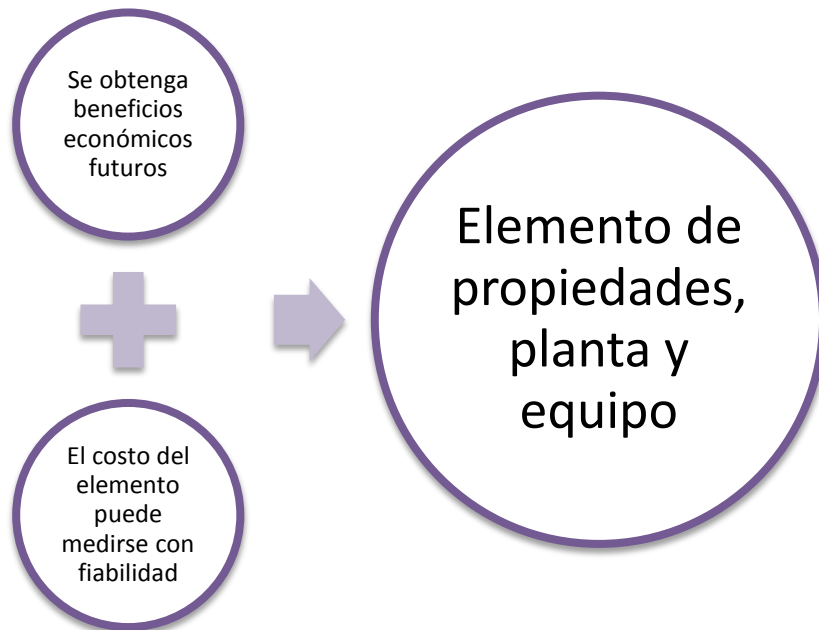 Se obtenga
beneficios
económicos
futuros
El costo del
elemento
puede
medirse con
fiabilidad
Elemento de
propiedades,
planta y
equipo